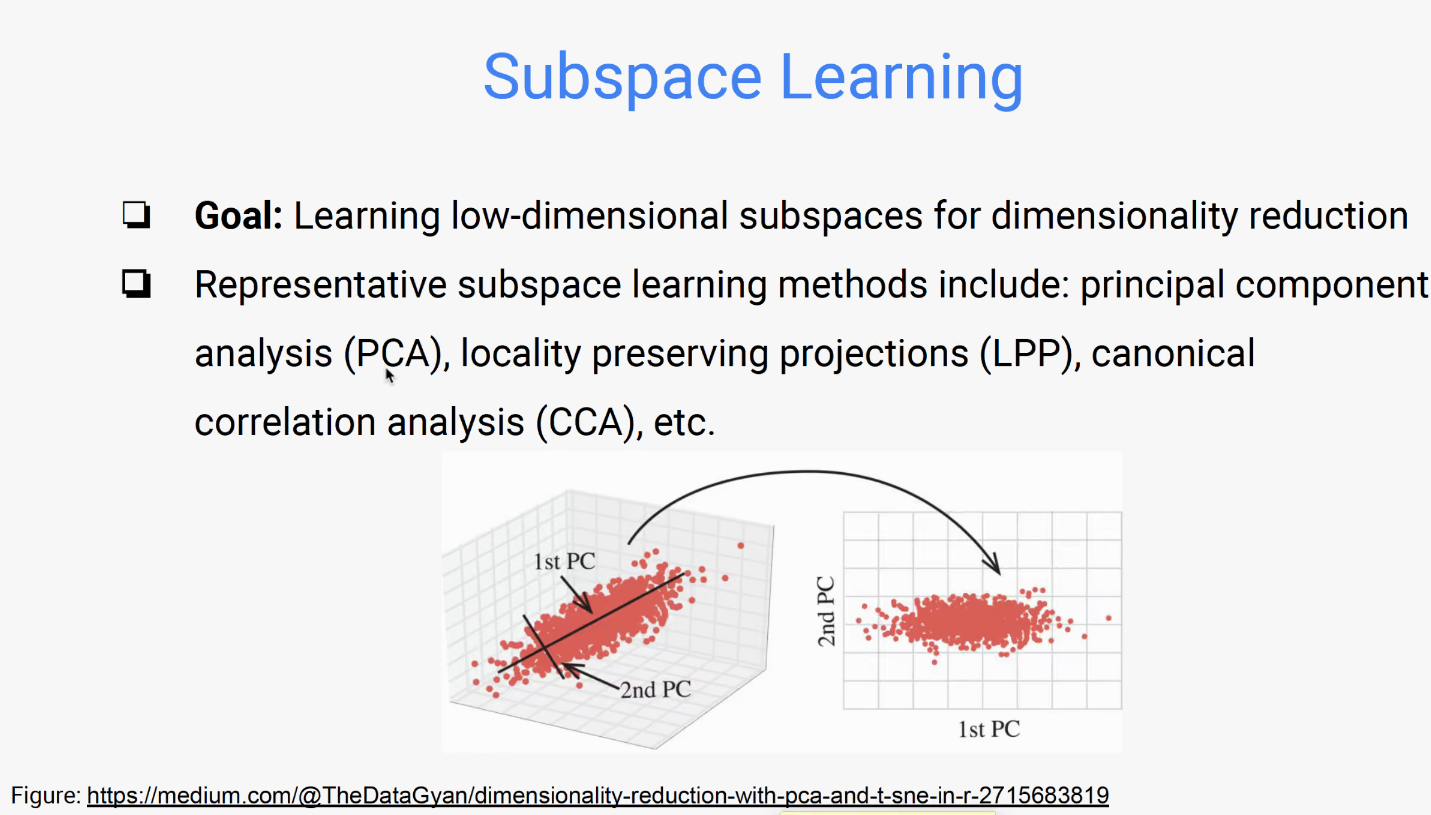 Subspace Learning
Goal: Learning low-dimensional subspaces for dimensionality reduction
Representative subspace learning methods include: principal component
analysis (PCA), locality preserving projections (LPP), canonical
correlation analysis (CCA), etc.
1st PC
2nd PC
2nd PC
1st PC
Figure: https://medium.com/@TheDataGyan/dimensionality-reduction-with-pca-and-t-sne-in-r-2715683819